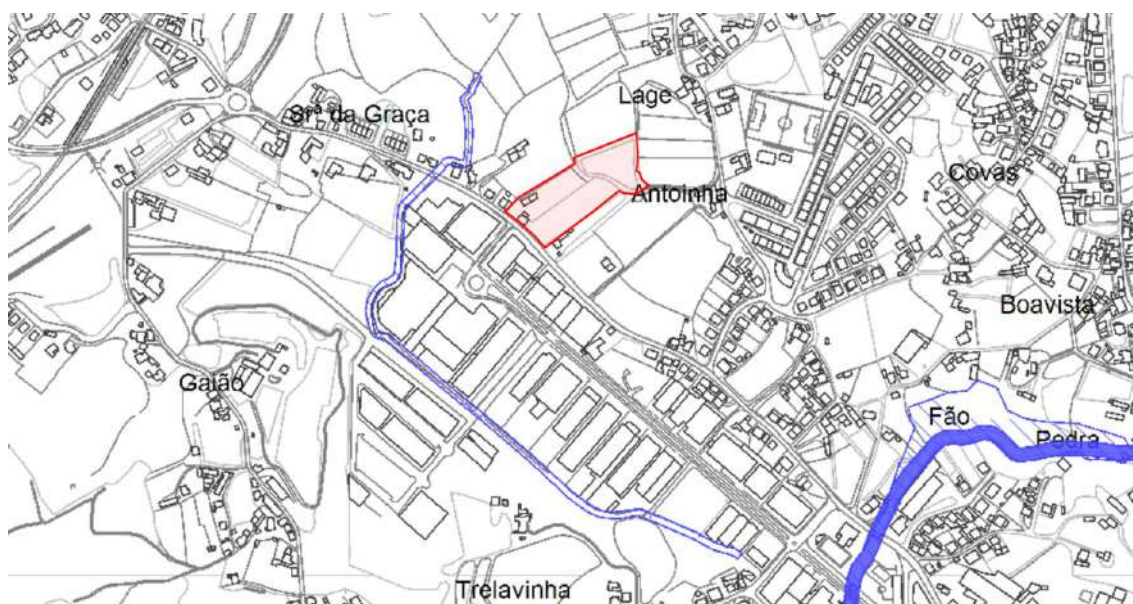 Lage
Srª da Graça
Covas
Antoinha
Boavista
Gaião
Fão
Pedra
Trelavinha